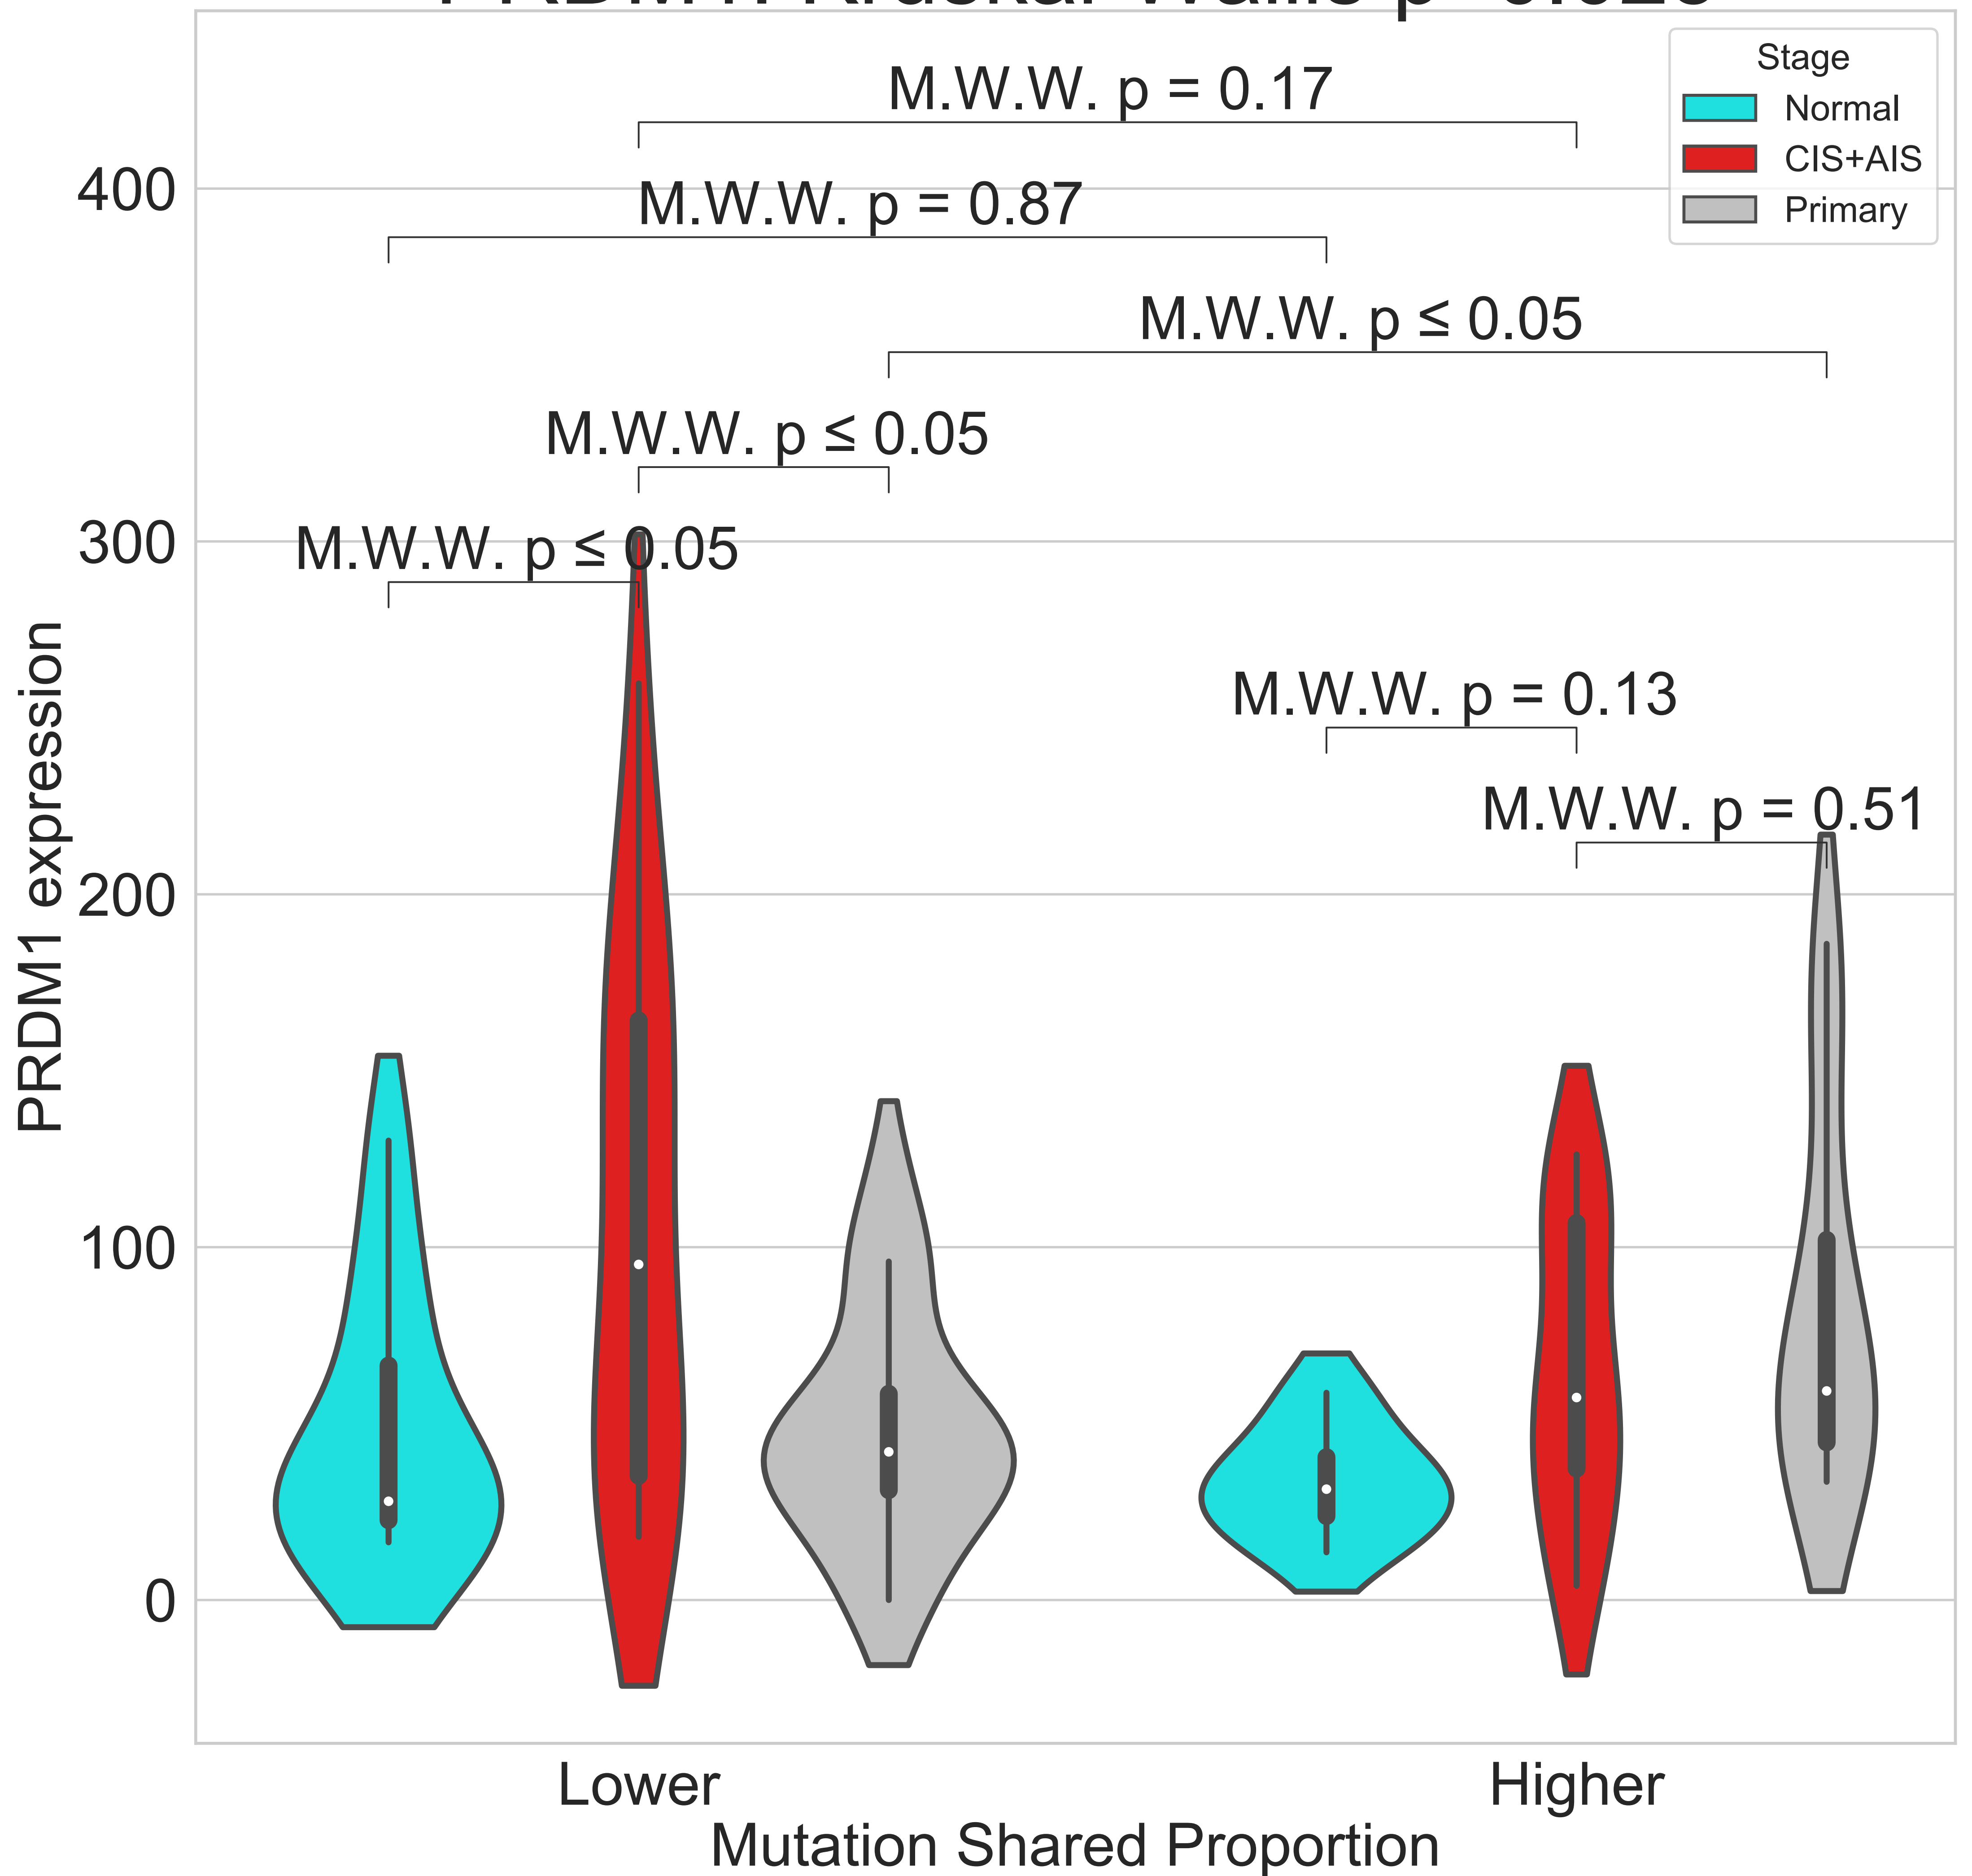 Stage
Normal
CIS+AIS
Primary
M.W.W. p = 0.17
M.W.W. p = 0.87
M.W.W. p ≤ 0.05
M.W.W. p ≤ 0.05
M.W.W. p ≤ 0.05
M.W.W. p = 0.13
M.W.W. p = 0.51
PRDM1 expression
400
300
200
100
0
Lower
Higher
Mutation Shared Proportion